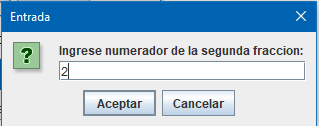 Entrada
Ingrese numerador de la segunda fraccion:
2
Aceptar Cancelar